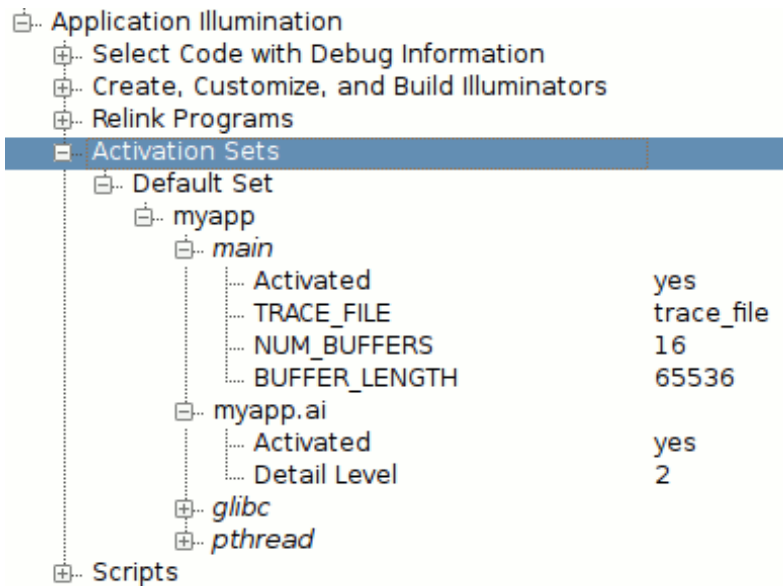 Application Illumination
Select Code with Debug Information
Create, Customize, and Build Illuminators
Relink Programs
Activation Sets
Default Set
myapp
main
Activated yes
TRACE_FILE trace_file
NUM_BUFFERS 16
BUFFER_LENGTH 65536
myapp.ai
Activated yes
Detail Level 2
glibc
pthread
Scripts